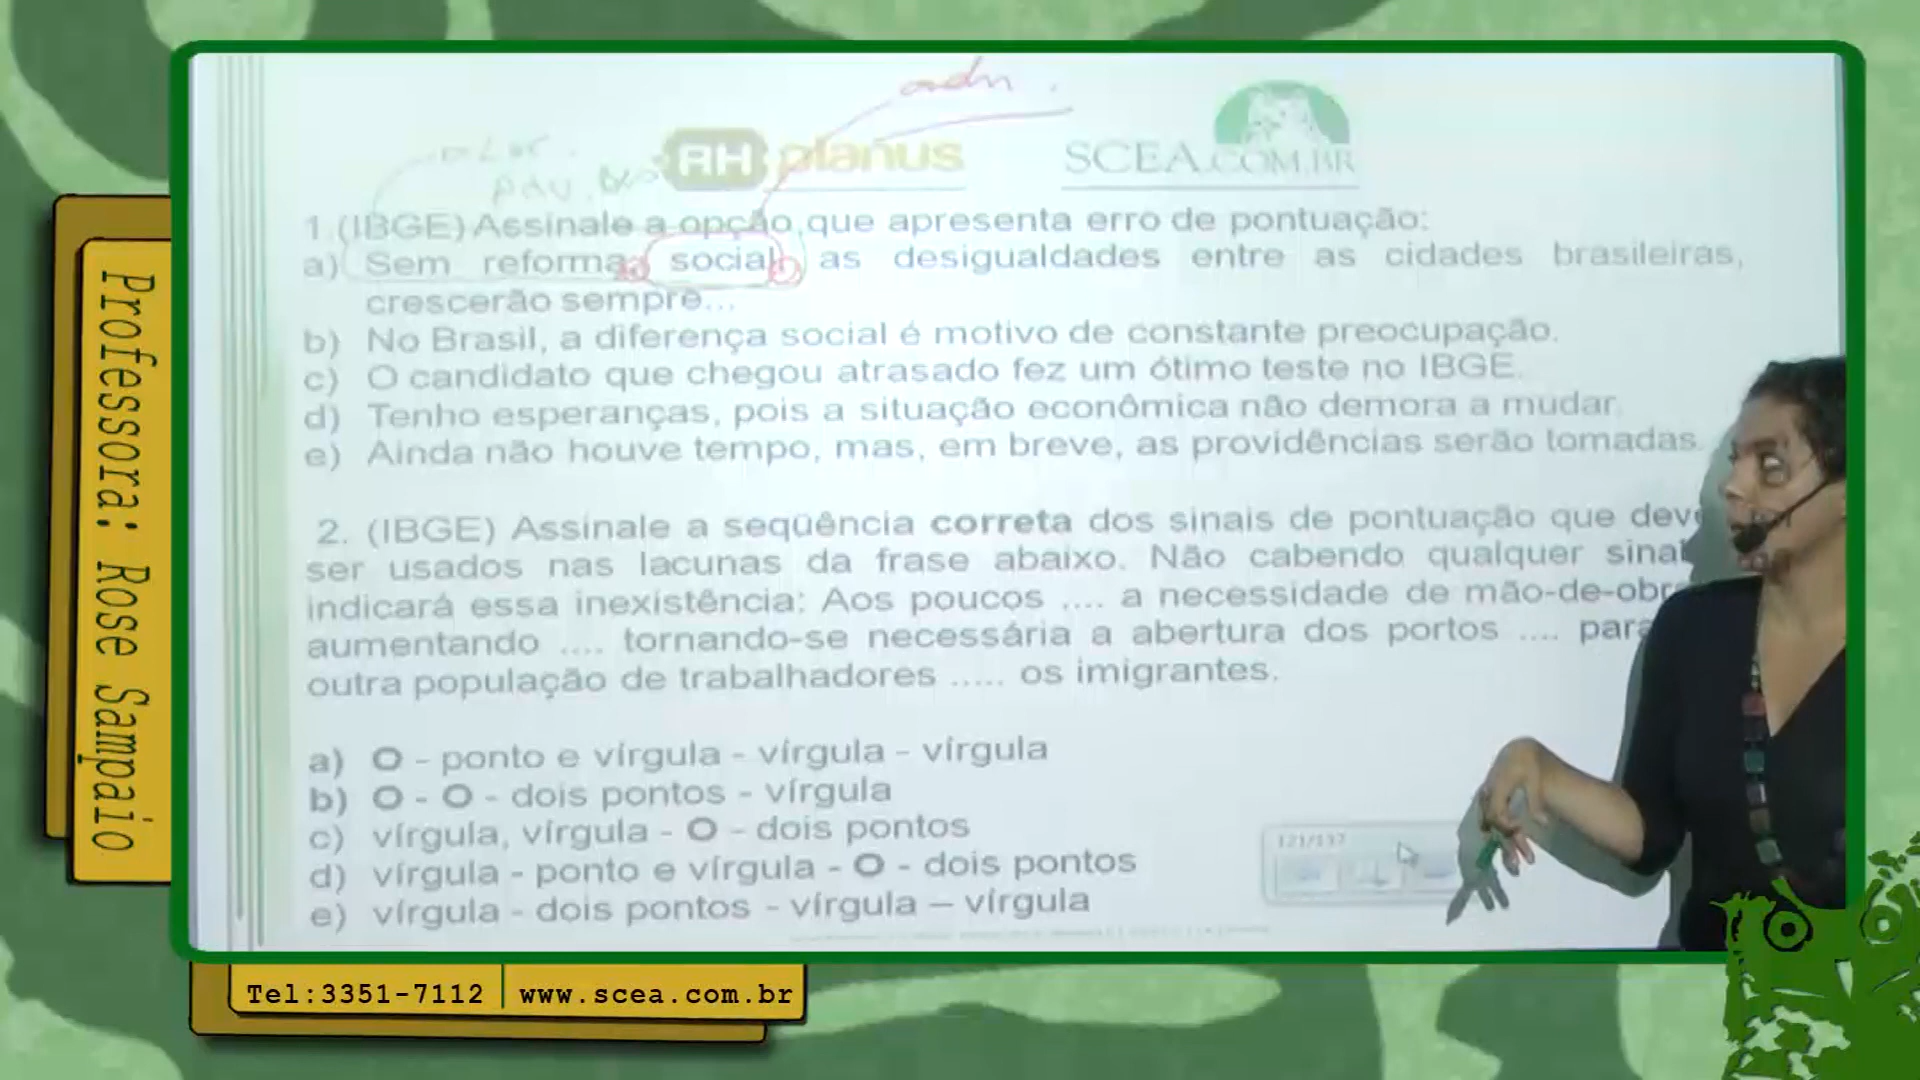 adn.
Loc.
Adv.
RH planus
SCEA.COM.BR
1.(IBGE) Assinale a opção que apresenta erro de pontuação:
a) Sem reforma, social, as desigualdades entre as cidades brasileiras,
crescerão sempre...
b) No Brasil, a diferença social é motivo de constante preocupação.
c) O candidato que chegou atrasado fez um ótimo teste no IBGE.
d) Tenho esperanças, pois a situação econômica não demora a mudar.
e) Ainda não houve tempo, mas, em breve, as providências serão tomadas.
2. (IBGE) Assinale a seqüência correta dos sinais de pontuação que
ser usados nas lacunas da frase abaixo. Não cabendo qualquer sinal
indicará essa inexistência: Aos poucos .... a necessidade de
aumentando .... tornando-se necessária a abertura dos portos ....
outra população de trabalhadores ..... os imigrantes.
a) O - ponto e vírgula - vírgula - vírgula
b) O - O - dois pontos - vírgula
c) vírgula, vírgula - O - dois pontos
d) vírgula - ponto e vírgula - O - dois pontos
e) vírgula - dois pontos - vírgula – vírgula
121/137
Professora: Rose Sampaio
Tel:3351-7112 www.scea.com.br